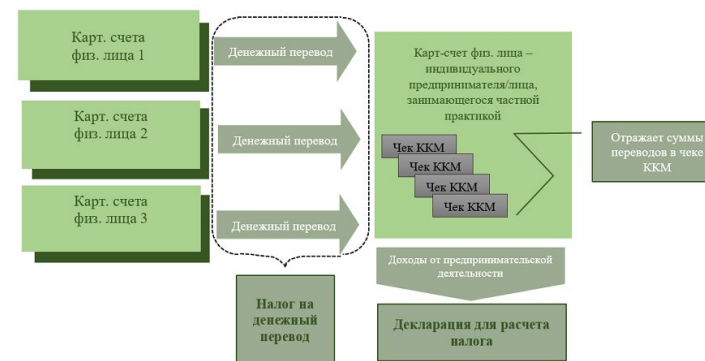 Карт. счета
физ. лица 1
Денежный перевод
Карт. счета
физ. лица 2
Денежный перевод
Карт. счета
физ. лица 3
Денежный перевод
Налог на
денежный
перевод
Карт-счет физ. лица –
индивидуального
предпринимателя/лица,
занимающегося частной
практикой
Чек ККМ
Чек ККМ
Чек ККМ
Чек ККМ
Отражает суммы
переводов в чеке
ККМ
Доходы от предпринимательской
деятельности
Декларация для расчета
налога